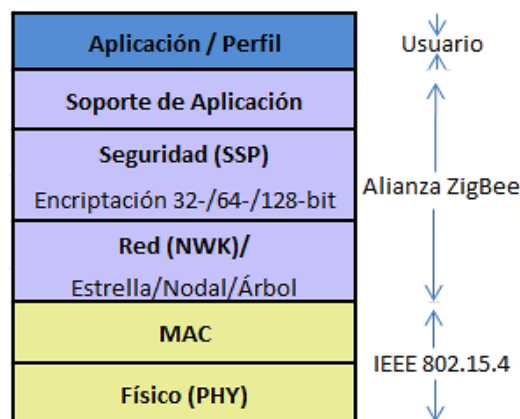 Aplicación / Perfil
Usuario
Soporte de Aplicación
Seguridad (SSP)
Encriptación 32-/64-/128-bit
Alianza ZigBee
Red (NWK)/
Estrella/Nodal/Árbol
MAC
IEEE 802.15.4
Físico (PHY)